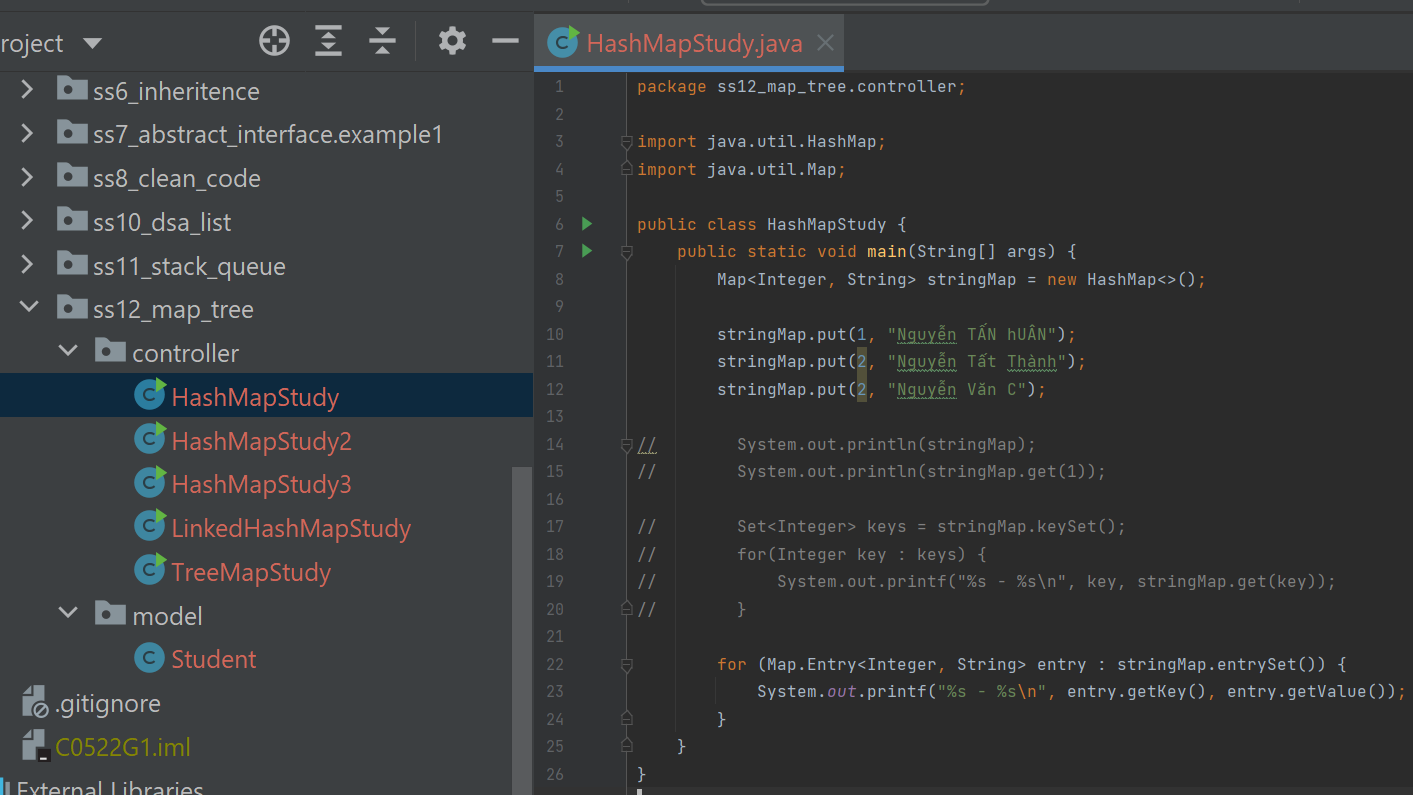 roject
ss6_inheritence
ss7_abstract_interface.example1
ss8_clean_code
ss10_dsa_list
ss11_stack_queue
ss12_map_tree
controller
HashMapStudy
HashMapStudy2
HashMapStudy3
LinkedHashMapStudy
TreeMapStudy
model
Student
.gitignore
C0522G1.iml
External Libraries
HashMapStudy.java
1 package ss12_map_tree.controller;
2
3 import java.util.HashMap;
4 import java.util.Map;
5
6 public class HashMapStudy {
7 public static void main(String[] args) {
8 Map<Integer, String> stringMap = new HashMap<>();
9
10 stringMap.put(1, "Nguyễn TẤN hUÂN");
11 stringMap.put(2, "Nguyễn Tất Thành");
12 stringMap.put(2, "Nguyễn Văn C");
13
14 // System.out.println(stringMap);
15 // System.out.println(stringMap.get(1));
16
17 // Set<Integer> keys = stringMap.keySet();
18 // for(Integer key : keys) {
19 // System.out.printf("%s - %s\n", key, stringMap.get(key));
20 // }
21
22 for (Map.Entry<Integer, String> entry : stringMap.entrySet()) {
23 System.out.printf("%s - %s\n", entry.getKey(), entry.getValue());
24 }
25 }
26 }